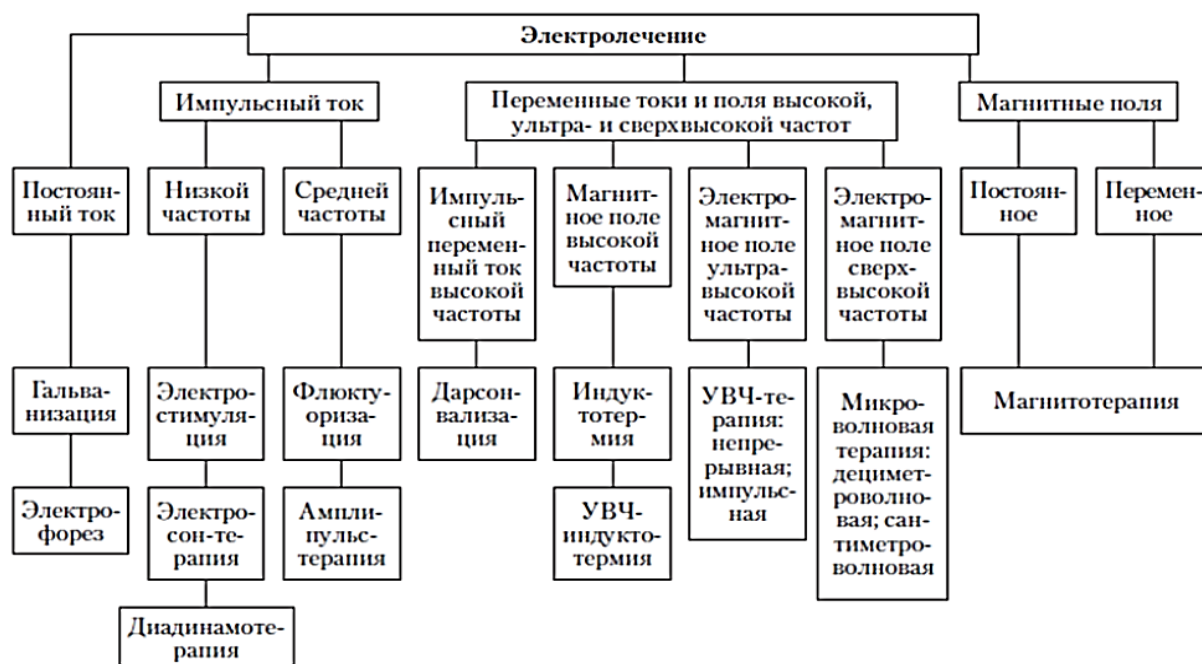 Электролечение
Импульсный ток
Переменные токи и поля высокой,
ультра- и сверхвысокой частот
Магнитные поля
Постоян-
ный ток
Низкой
частоты
Средней
частоты
Импуль-
сный
перемен-
ный ток
высокой
частоты
Магнит-
ное поле
высокой
частоты
Электро-
магнит-
ное поле
ультра-
высокой
частоты
Электро-
магнит-
ное поле
сверх-
высокой
частоты
Постоян-
ное
Перемен-
ное
Гальва-
низация
Электро-
стимуля-
ция
Флюкту-
ориза-
ция
Дарсон-
вализа-
ция
Индук-
тотер-
мия
УВЧ-те-
рапия:
непре-
рывная;
импульс-
ная
Микро-
волновая
терапия:
дециме-
троволно-
вая; сан-
тиметро-
волновая
Магнитотерапия
Электро-
форез
Электро-
сон-те-
рапия
Ампли-
пульс-
терапия
УВЧ-
индукто-
термия
Диадинамоте-
рапия